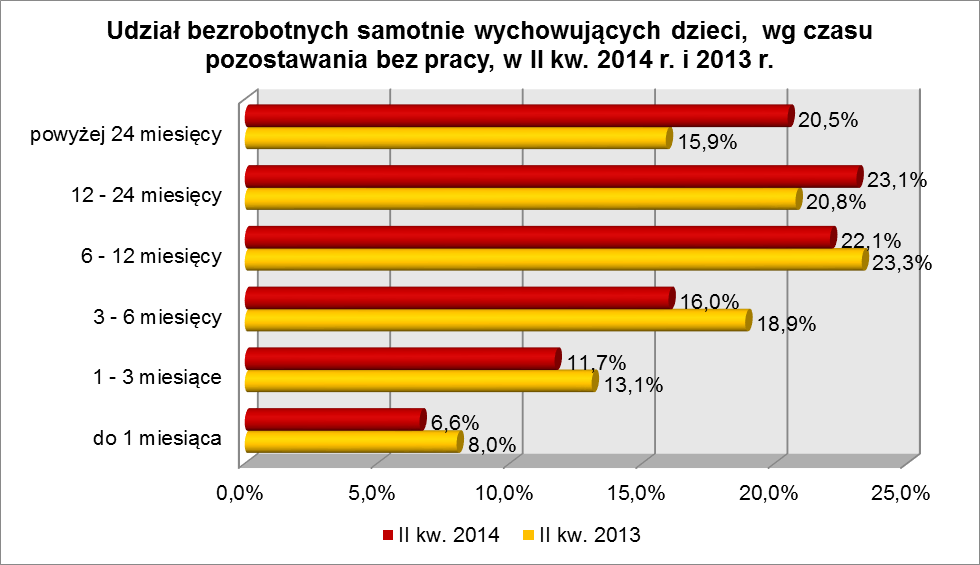 Udział bezrobotnych samotnie wychowujących dzieci, wg czasu
pozostawania bez pracy, w II kw. 2014 r. i 2013 r.
powyżej 24 miesięcy
20,5%
15,9%
12 - 24 miesięcy
23,1%
20,8%
6 - 12 miesięcy
22,1%
23,3%
3 - 6 miesięcy
16,0%
18,9%
1 - 3 miesiące
11,7%
13,1%
do 1 miesiąca
6,6%
8,0%
0,0% 5,0% 10,0% 15,0% 20,0% 25,0%
II kw. 2014 II kw. 2013